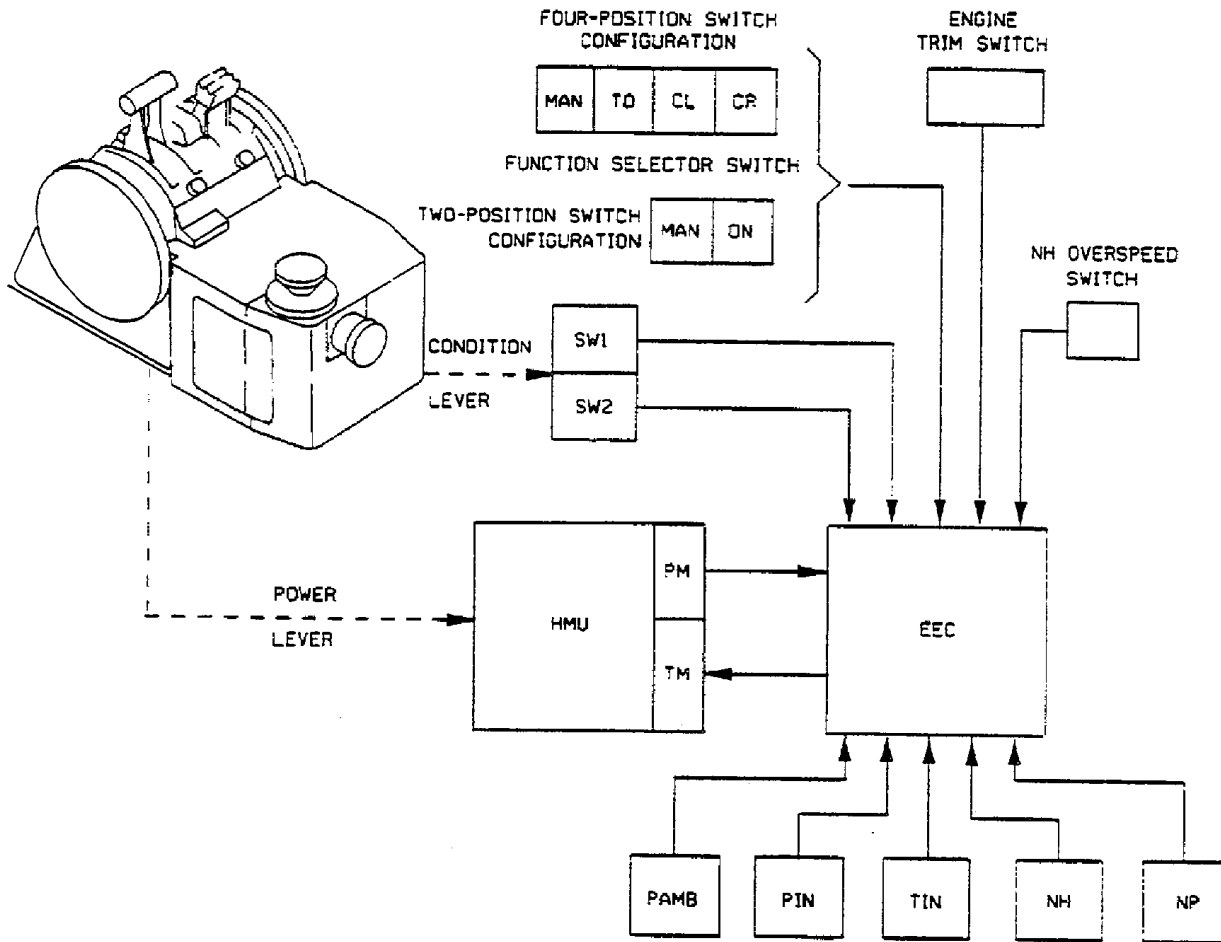 FOUR-POSITION SWITCH
CONFIGURATION
ENGINE
TRIM SWITCH
MAN TO CL CR
FUNCTION SELECTOR SWITCH
TWO-POSITION SWITCH
CONFIGURATION
MAN ON
NH OVERSPEED
SWITCH
CONDITION
LEVER
SW1
SW2
POWER
LEVER
HMU
PM
TM
EEC
PAMB
PIN
TIN
NH
NP